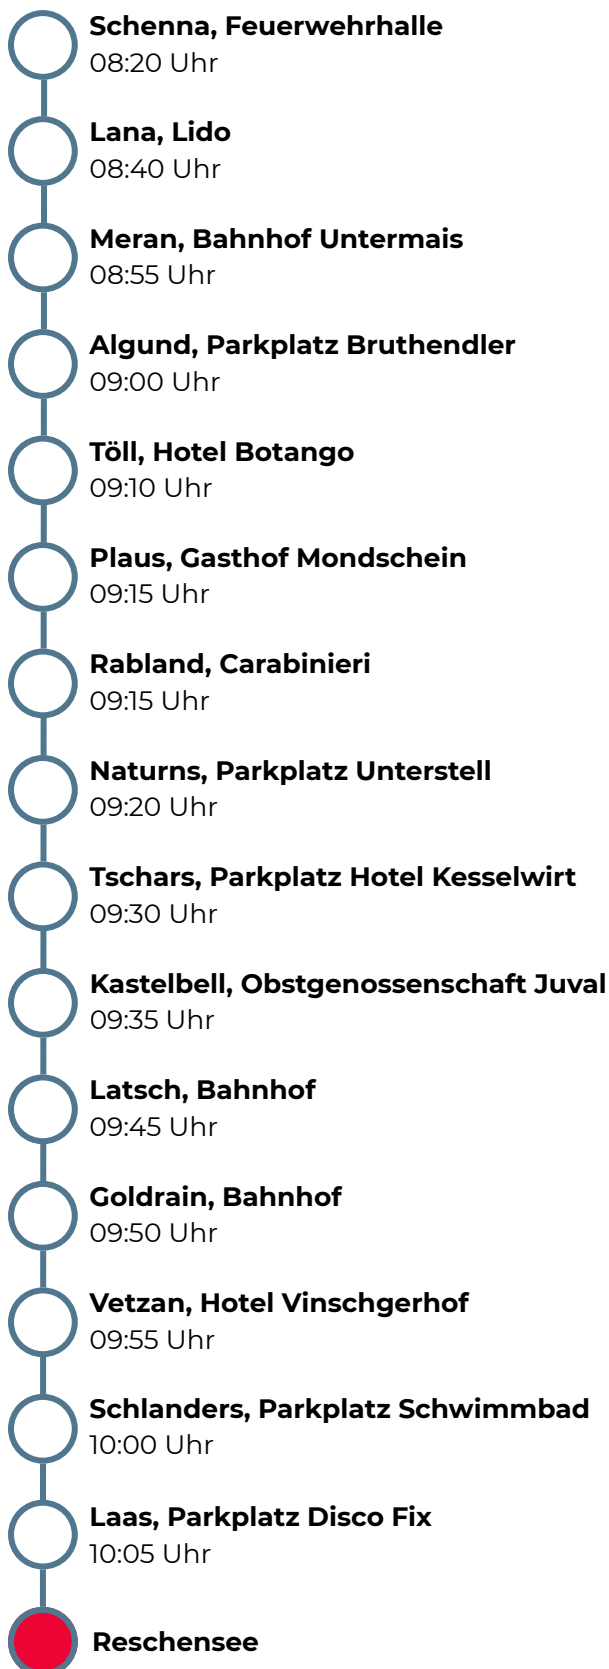 Schenna, Feuerwehrhalle
08:20 Uhr
Lana, Lido
08:40 Uhr
Meran, Bahnhof Untermais
08:55 Uhr
Algund, Parkplatz Bruthendler
09:00 Uhr
Töll, Hotel Botango
09:10 Uhr
Plaus, Gasthof Mondschein
09:15 Uhr
Rabland, Carabinieri
09:15 Uhr
Naturns, Parkplatz Unterstell
09:20 Uhr
Tschars, Parkplatz Hotel Kesselwirt
09:30 Uhr
Kastelbell, Obstgenossenschaft Juval
09:35 Uhr
Latsch, Bahnhof
09:45 Uhr
Goldrain, Bahnhof
09:50 Uhr
Vetzan, Hotel Vinschgerhof
09:55 Uhr
Schlanders, Parkplatz Schwimmbad
10:00 Uhr
Laas, Parkplatz Disco Fix
10:05 Uhr
Reschensee